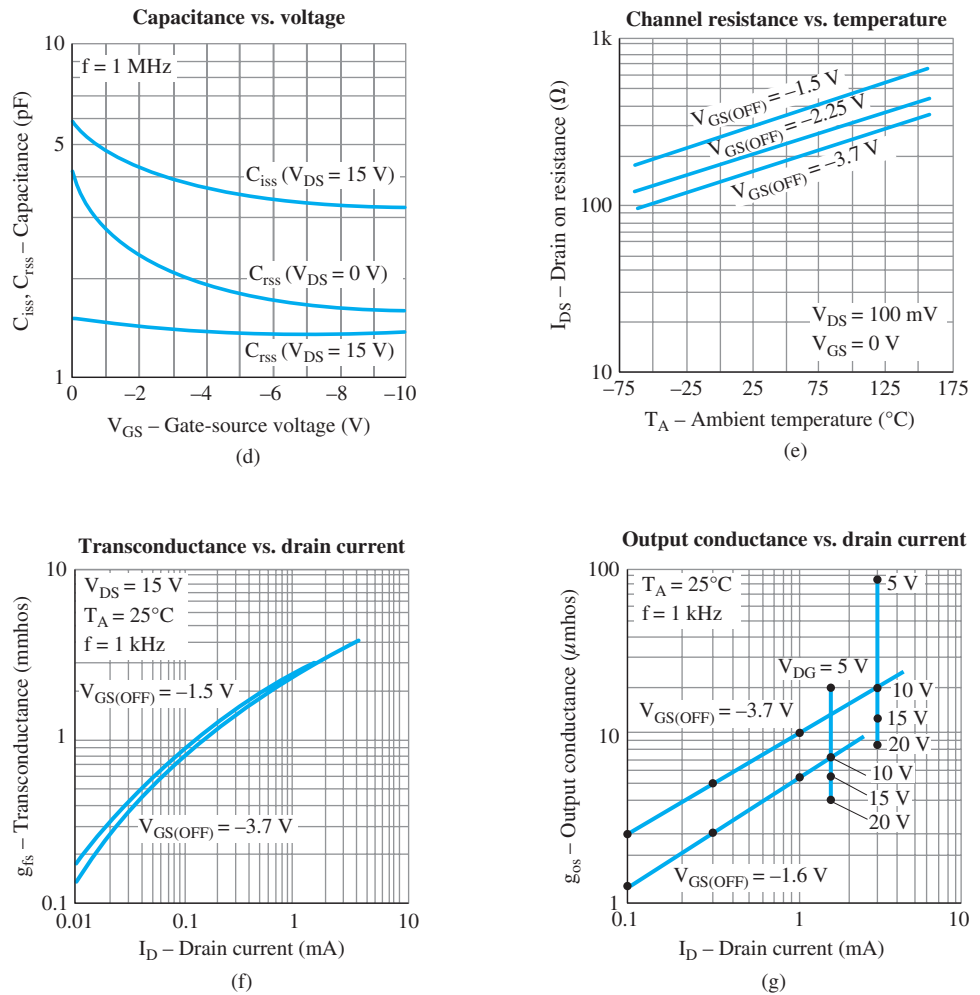 Capacitance vs. voltage
10
f = 1 MHz
5
C_iss (V_DS = 15 V)
C_rss (V_DS = 0 V)
C_rss (V_DS = 15 V)
1
0
–2
–4
–6
–8
–10
C_iss, C_rss – Capacitance (pF)
V_GS – Gate-source voltage (V)
(d)
Channel resistance vs. temperature
1k
V_GS(OFF) = –1.5 V
V_GS(OFF) = –2.25 V
V_GS(OFF) = –3.7 V
100
V_DS = 100 mV
V_GS = 0 V
10
–75
–25
25
75
125
175
I_DS – Drain on resistance (Ω)
T_A – Ambient temperature (°C)
(e)
Transconductance vs. drain current
10
V_DS = 15 V
T_A = 25°C
f = 1 kHz
V_GS(OFF) = –1.5 V
1
V_GS(OFF) = –3.7 V
0.1
0.01
0.1
1
10
g_fs – Transconductance (mmhos)
I_D – Drain current (mA)
(f)
Output conductance vs. drain current
100
T_A = 25°C
f = 1 kHz
5 V
V_DG = 5 V
10 V
V_GS(OFF) = –3.7 V
15 V
10
20 V
10 V
15 V
20 V
V_GS(OFF) = –1.6 V
1
0.1
1
10
g_os – Output conductance (μmhos)
I_D – Drain current (mA)
(g)